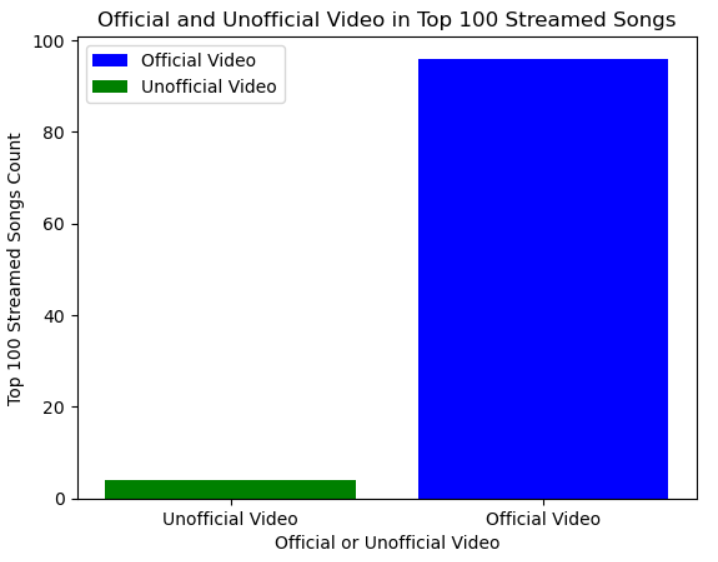 Official and Unofficial Video in Top 100 Streamed Songs
100
80
60
40
20
0
Top 100 Streamed Songs Count
Official Video
Unofficial Video
Unofficial Video
Official Video
Official or Unofficial Video